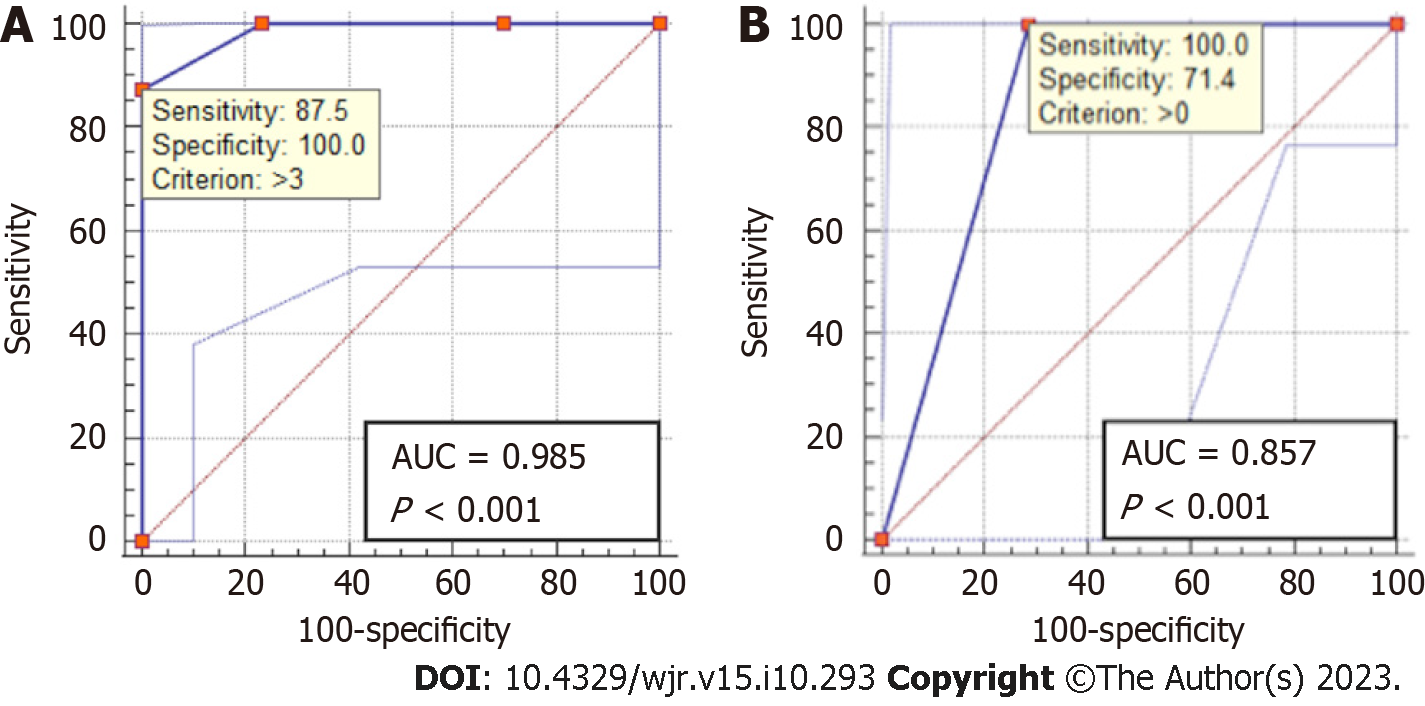 A
100
80
60
40
20
0
Sensitivity
Sensitivity: 87.5
Specificity: 100.0
Criterion: >3
AUC = 0.985
P < 0.001
0 20 40 60 80 100
100-specificity
B
100
80
60
40
20
0
Sensitivity
Sensitivity: 100.0
Specificity: 71.4
Criterion: >0
AUC = 0.857
P < 0.001
0 20 40 60 80 100
100-specificity
DOI: 10.4329/wjr.v15.i10.293 Copyright ©The Author(s) 2023.